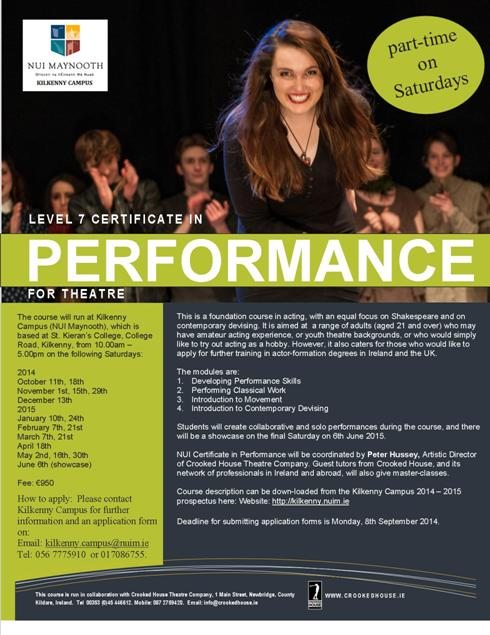 NUI MAYNOOTH
KILKENNY CAMPUS
part-time
on
Saturdays
LEVEL 7 CERTIFICATE IN
PERFORMANCE
FOR THEATRE
The course will run at Kilkenny
Campus (NUI Maynooth), which is
based at St. Kieran's College, College
Road, Kilkenny, from 10.00am –
5.00pm on the following Saturdays:
2014
October 11th, 18th
November 1st, 15th, 29th
December 13th
2015
January 10th, 24th
February 7th, 21st
March 7th, 21st
April 18th
May 2nd, 16th, 30th
June 6th (showcase)
Fee: €950
How to apply: Please contact
Kilkenny Campus for further
information and an application form
on:
Email: kilkenny.campus@nuim.ie
Tel: 056 7775910 or 017086755.
This is a foundation course in acting, with an equal focus on Shakespeare and on
contemporary devising. It is aimed at a range of adults (aged 21 and over) who may
have amateur acting experience, or youth theatre backgrounds, or who would simply
like to try out acting as a hobby. However, it also caters for those who would like to
apply for further training in actor-formation degrees in Ireland and the UK.
The modules are:
1. Developing Performance Skills
2. Performing Classical Work
3. Introduction to Movement
4. Introduction to Contemporary Devising
Students will create collaborative and solo performances during the course, and there
will be a showcase on the final Saturday on 6th June 2015.
NUI Certificate in Performance will be coordinated by Peter Hussey, Artistic Director
of Crooked House Theatre Company. Guest tutors from Crooked House, and its
network of professionals in Ireland and abroad, will also give master-classes.
Course description can be down-loaded from the Kilkenny Campus 2014 – 2015
prospectus here: Website: http://kilkenny.nuim.ie
Deadline for submitting application forms is Monday, 8th September 2014.
This course is run in collaboration with Crooked House Theatre Company, 1 Main Street, Newbridge, County
Kildare, Ireland. Tel 00353 (0)45 446612. Mobile: 087 2759420. Email: info@crookedhouse.ie
WWW.CROOKEDHOUSE.IE